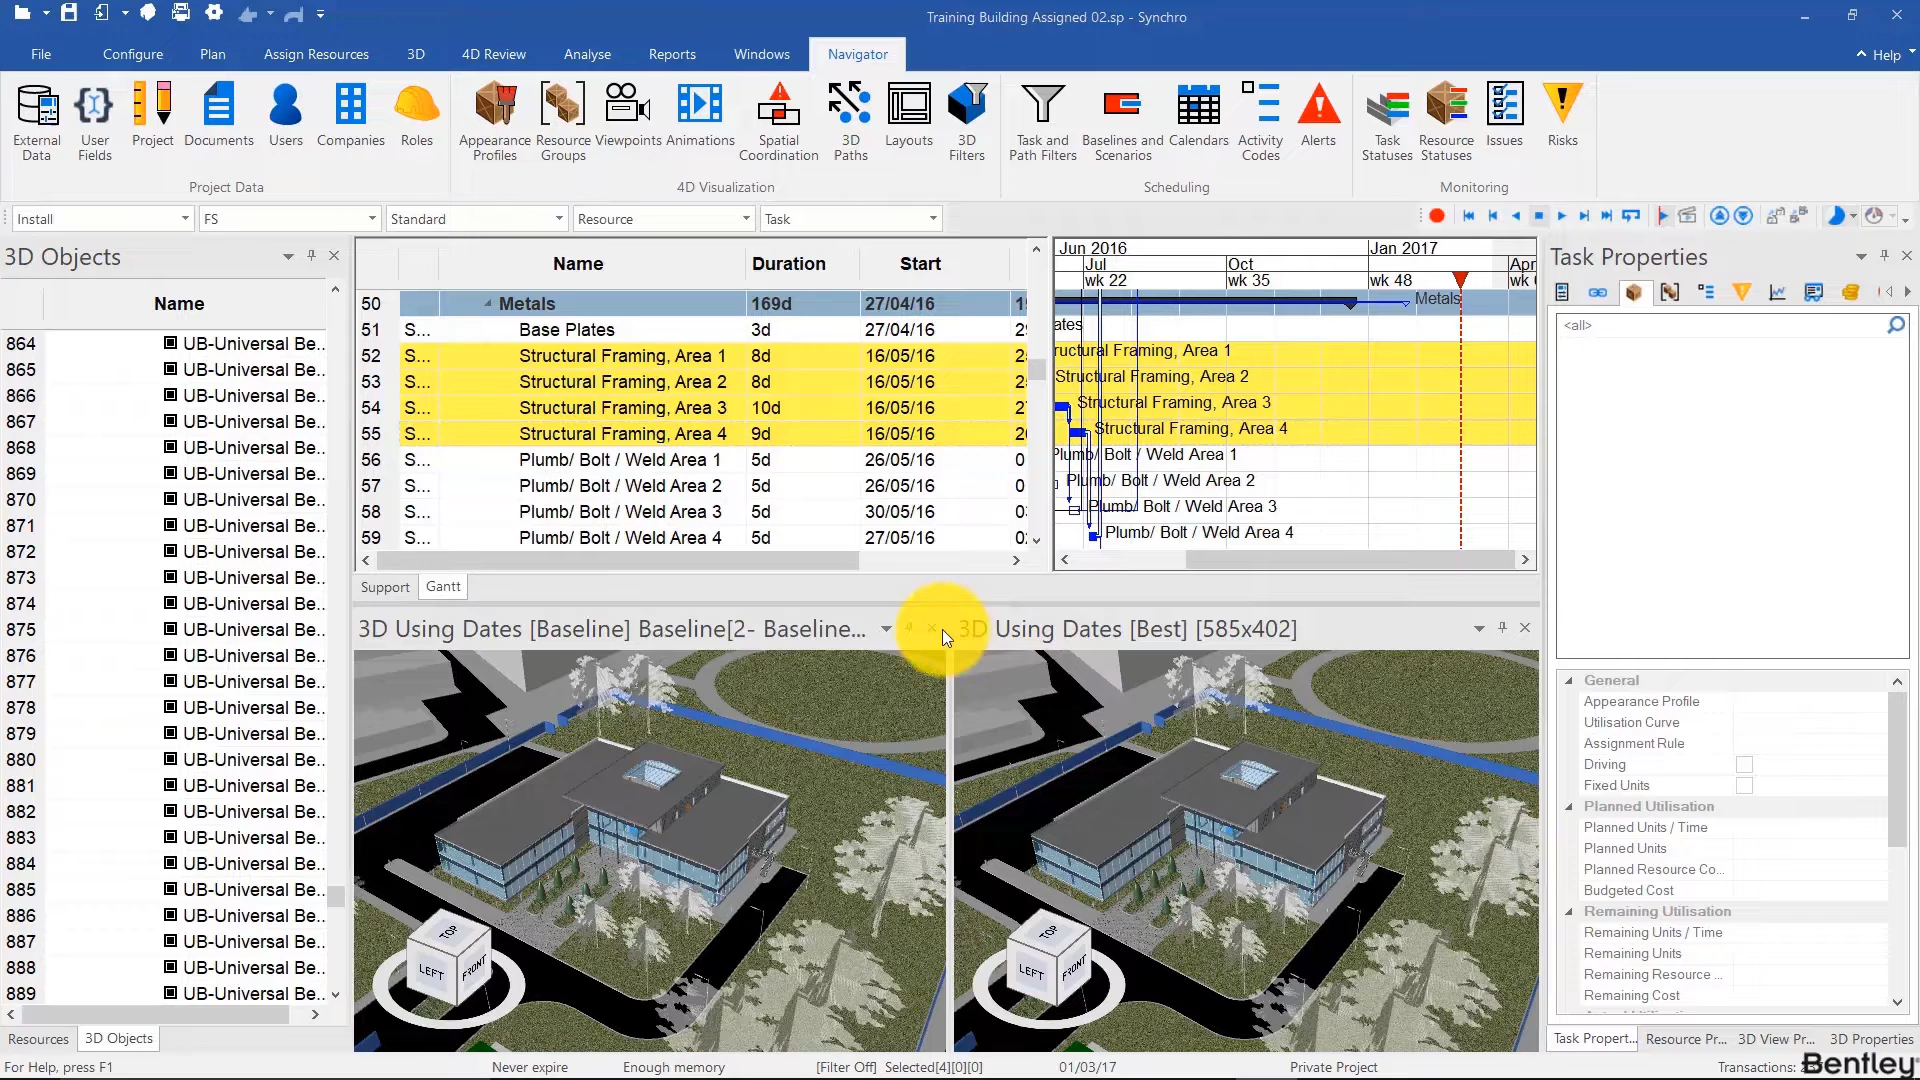 Training Building Assigned 02.sp - Synchro
File Configure Plan Assign Resources 3D 4D Review Analyse Reports Windows Navigator Help
External Data
User Fields
Project
Documents
Users
Companies
Roles
Project Data
Appearance Profiles
Resource Groups
Viewpoints
Animations
Spatial Coordination
3D Paths
Layouts
3D Filters
4D Visualization
Task and Path Filters
Baselines and Scenarios
Calendars
Activity Codes
Alerts
Scheduling
Task Statuses
Resource Statuses
Issues
Risks
Monitoring
Install FS Standard Resource Task
3D Objects
Name
864 UB-Universal Be...
865 UB-Universal Be...
866 UB-Universal Be...
867 UB-Universal Be...
868 UB-Universal Be...
869 UB-Universal Be...
870 UB-Universal Be...
871 UB-Universal Be...
872 UB-Universal Be...
873 UB-Universal Be...
874 UB-Universal Be...
875 UB-Universal Be...
876 UB-Universal Be...
877 UB-Universal Be...
878 UB-Universal Be...
879 UB-Universal Be...
880 UB-Universal Be...
881 UB-Universal Be...
882 UB-Universal Be...
883 UB-Universal Be...
884 UB-Universal Be...
885 UB-Universal Be...
886 UB-Universal Be...
887 UB-Universal Be...
888 UB-Universal Be...
889 UB-Universal Be...
Resources 3D Objects
Name Duration Start
50 Metals 169d 27/04/16
51 S... Base Plates 3d 27/04/16
52 S... Structural Framing, Area 1 8d 16/05/16
53 S... Structural Framing, Area 2 8d 16/05/16
54 S... Structural Framing, Area 3 10d 16/05/16
55 S... Structural Framing, Area 4 9d 16/05/16
56 S... Plumb/ Bolt / Weld Area 1 5d 26/05/16
57 S... Plumb/ Bolt / Weld Area 2 5d 26/05/16
58 S... Plumb/ Bolt / Weld Area 3 5d 30/05/16
59 S... Plumb/ Bolt / Weld Area 4 5d 27/05/16
Support Gantt
Jun 2016 Jan 2017
Jul Oct Apr
wk 22 wk 35 wk 48 wk
Metals
ates
ructural Framing, Area 1
Structural Framing, Area 2
Structural Framing, Area 3
Structural Framing, Area 4
Plumb/ Bolt / Weld Area 1
Plumb/ Bolt / Weld Area 2
Plumb/ Bolt / Weld Area 3
Plumb/ Bolt / Weld Area 4
3D Using Dates [Baseline] Baseline[2- Baseline...
3D Using Dates [Best] [585x402]
TOP
LEFT FRONT
TOP
LEFT FRONT
Task Properties
<all>
General
Appearance Profile
Utilisation Curve
Assignment Rule
Driving
Fixed Units
Planned Utilisation
Planned Units / Time
Planned Units
Planned Resource Co...
Budgeted Cost
Remaining Utilisation
Remaining Units / Time
Remaining Units
Remaining Resource ...
Remaining Cost
Task Propert... Resource Pr... 3D View Pr... 3D Properties
For Help, press F1 Never expire Enough memory [Filter Off] Selected[4][0][0] 01/03/17 Private Project Transactions:
Bentley